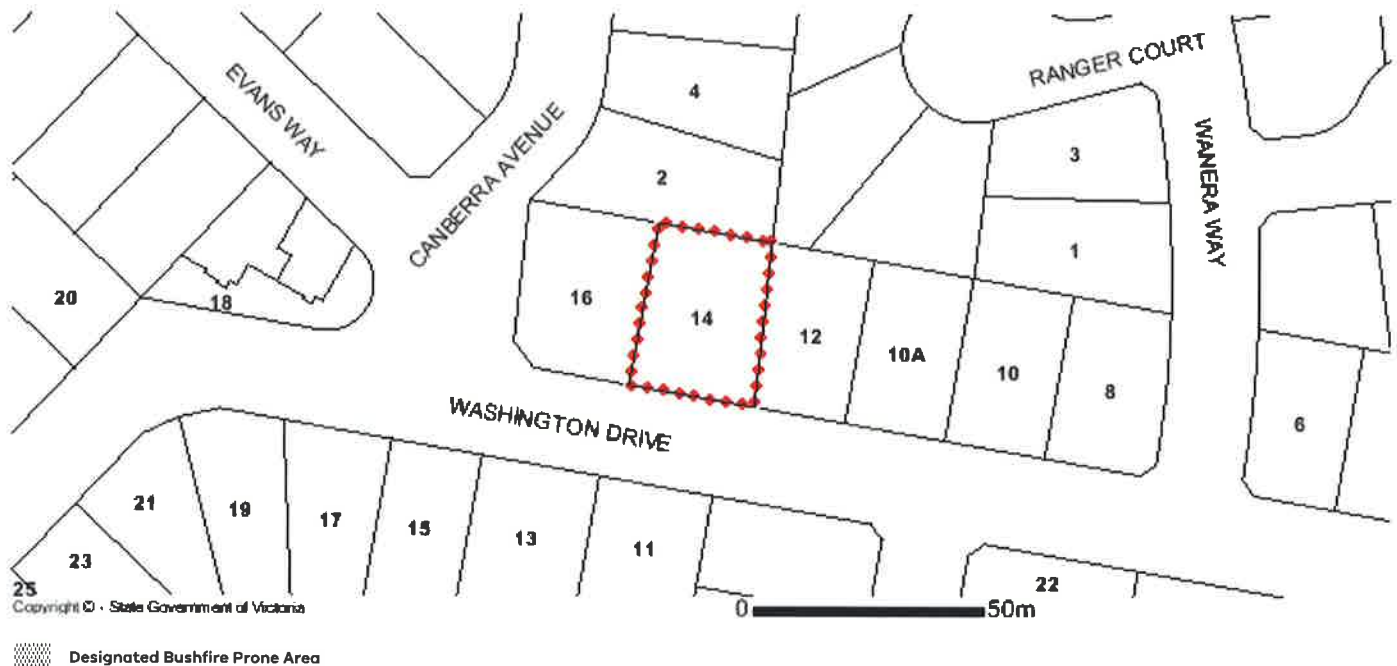 EVANS WAY
CANBERRA AVENUE
RANGER COURT
WANERA WAY
4
3
2
1
20
18
16
14
12
10A
10
8
6
WASHINGTON DRIVE
21
19
17
15
13
11
23
22
25
Copyright © - State Government of Victoria
0 50m
Designated Bushfire Prone Area